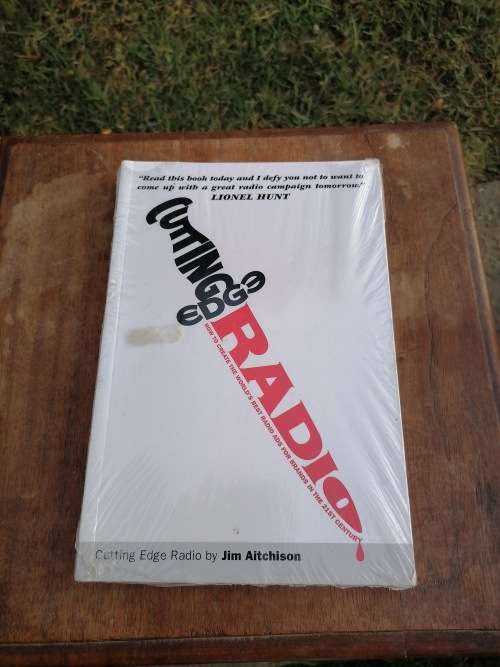 "Read this book today and I defy you not to want to
come up with a great radio campaign tomorrow."
LIONEL HUNT
CUTTING
EDGE
RADIO
HOW TO CREATE THE WORLD'S BEST RADIO ADS FOR BRANDS IN THE 21ST CENTURY
Cutting Edge Radio by Jim Aitchison